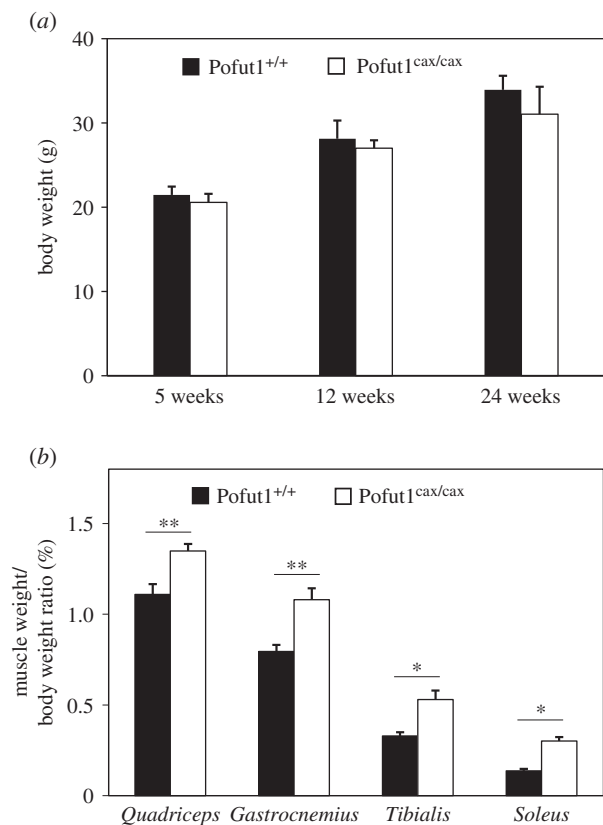 (a)
Pofut1+/+ Pofut1cax/cax
40
30
20
10
0
body weight (g)
5 weeks 12 weeks 24 weeks
(b)
Pofut1+/+ Pofut1cax/cax
1.5
1.0
0.5
0
muscle weight/
body weight ratio (%)
** ** * *
Quadriceps Gastrocnemius Tibialis Soleus